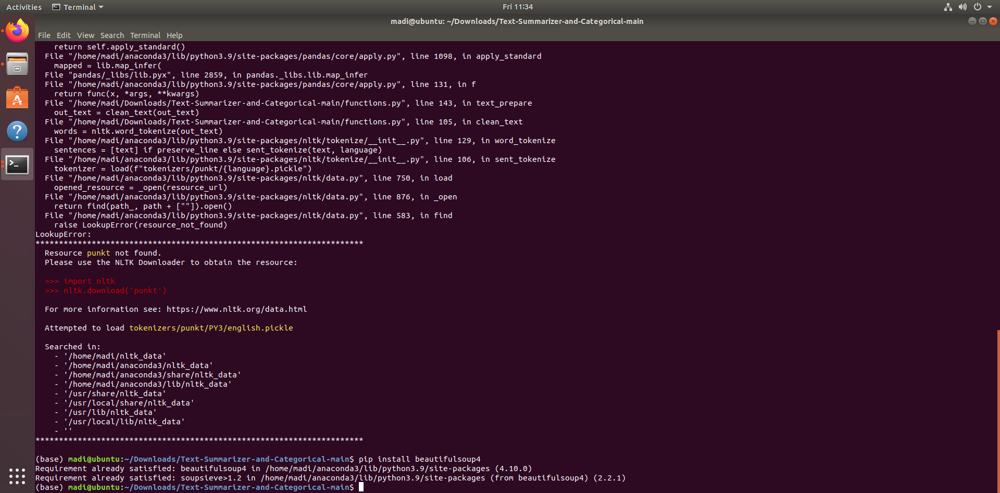 Activities
Terminal
Fri 11:34
madi@ubuntu: ~/Downloads/Text-Summarizer-and-Categorical-main
File Edit View Search Terminal Help
    return self.apply_standard()
  File "/home/madi/anaconda3/lib/python3.9/site-packages/pandas/core/apply.py", line 1098, in apply_standard
    mapped = lib.map_infer(
  File "pandas/_libs/lib.pyx", line 2859, in pandas._libs.lib.map_infer
  File "/home/madi/anaconda3/lib/python3.9/site-packages/pandas/core/apply.py", line 131, in f
    return func(x, *args, **kwargs)
  File "/home/madi/Downloads/Text-Summarizer-and-Categorical-main/functions.py", line 143, in text_prepare
    out_text = clean_text(out_text)
  File "/home/madi/Downloads/Text-Summarizer-and-Categorical-main/functions.py", line 105, in clean_text
    words = nltk.word_tokenize(out_text)
  File "/home/madi/anaconda3/lib/python3.9/site-packages/nltk/tokenize/__init__.py", line 129, in word_tokenize
    sentences = [text] if preserve_line else sent_tokenize(text, language)
  File "/home/madi/anaconda3/lib/python3.9/site-packages/nltk/tokenize/__init__.py", line 106, in sent_tokenize
    tokenizer = load(f"tokenizers/punkt/{language}.pickle")
  File "/home/madi/anaconda3/lib/python3.9/site-packages/nltk/data.py", line 750, in load
    opened_resource = _open(resource_url)
  File "/home/madi/anaconda3/lib/python3.9/site-packages/nltk/data.py", line 876, in _open
    return find(path_, path + [""]).open()
  File "/home/madi/anaconda3/lib/python3.9/site-packages/nltk/data.py", line 583, in find
    raise LookupError(resource_not_found)
LookupError:
**********************************************************************
  Resource punkt not found.
  Please use the NLTK Downloader to obtain the resource:
  >>> import nltk
  >>> nltk.download('punkt')
  For more information see: https://www.nltk.org/data.html
  Attempted to load tokenizers/punkt/PY3/english.pickle
  Searched in:
    - '/home/madi/nltk_data'
    - '/home/madi/anaconda3/nltk_data'
    - '/home/madi/anaconda3/share/nltk_data'
    - '/home/madi/anaconda3/lib/nltk_data'
    - '/usr/share/nltk_data'
    - '/usr/local/share/nltk_data'
    - '/usr/lib/nltk_data'
    - '/usr/local/lib/nltk_data'
    - ''
**********************************************************************
(base) madi@ubuntu:~/Downloads/Text-Summarizer-and-Categorical-main$ pip install beautifulsoup4
Requirement already satisfied: beautifulsoup4 in /home/madi/anaconda3/lib/python3.9/site-packages (4.10.0)
Requirement already satisfied: soupsieve>1.2 in /home/madi/anaconda3/lib/python3.9/site-packages (from beautifulsoup4) (2.2.1)
(base) madi@ubuntu:~/Downloads/Text-Summarizer-and-Categorical-main$